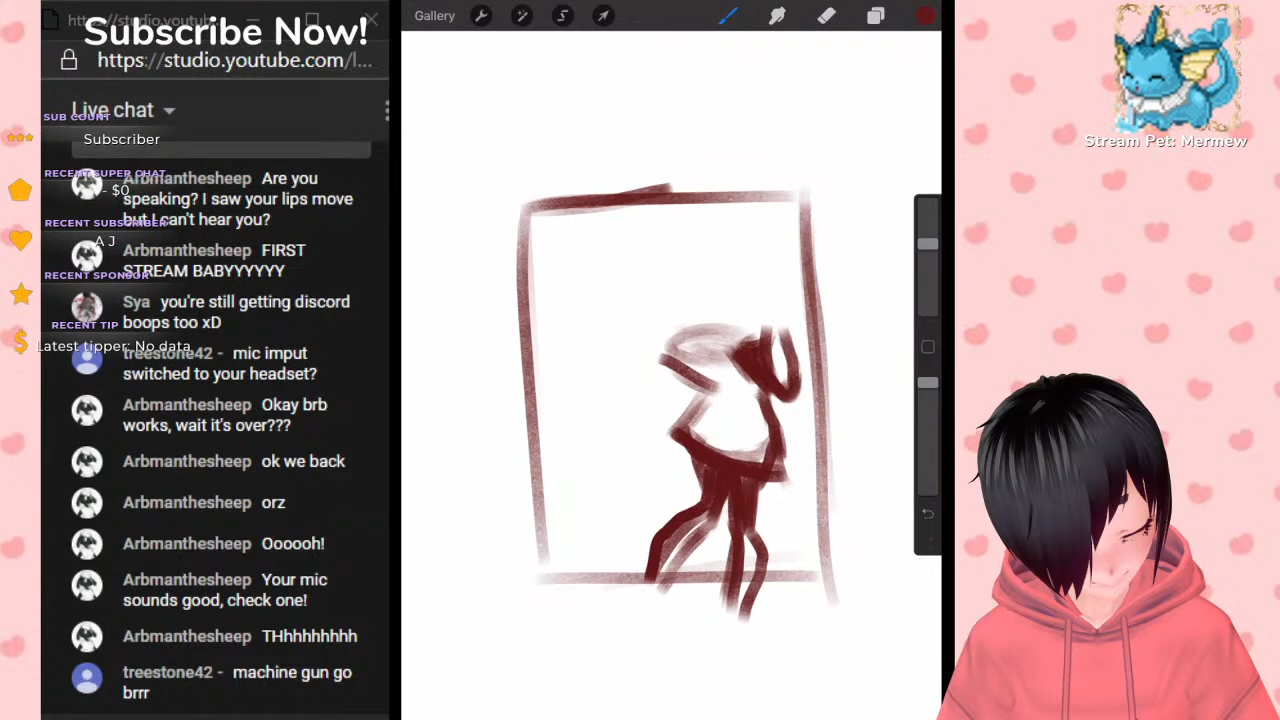 https://studio.youtub
Subscribe Now!
https://studio.youtube.com/l...
Live chat
SUB COUNT
Subscriber
RECENT SUPER CHAT
- $0
RECENT SUBSCRIBER
A J
RECENT SPONSOR
RECENT TIP
Latest tipper: No data
Arbmanthesheep Are you
speaking? I saw your lips move
but I can't hear you?
Arbmanthesheep FIRST
STREAM BABYYYYYY
Sya you're still getting discord
boops too xD
treestone42 - mic imput
switched to your headset?
Arbmanthesheep Okay brb
works, wait it's over???
Arbmanthesheep ok we back
Arbmanthesheep orz
Arbmanthesheep Oooooh!
Arbmanthesheep Your mic
sounds good, check one!
Arbmanthesheep THhhhhhhhh
treestone42 - machine gun go
brrr
Gallery
Stream Pet: Mermew